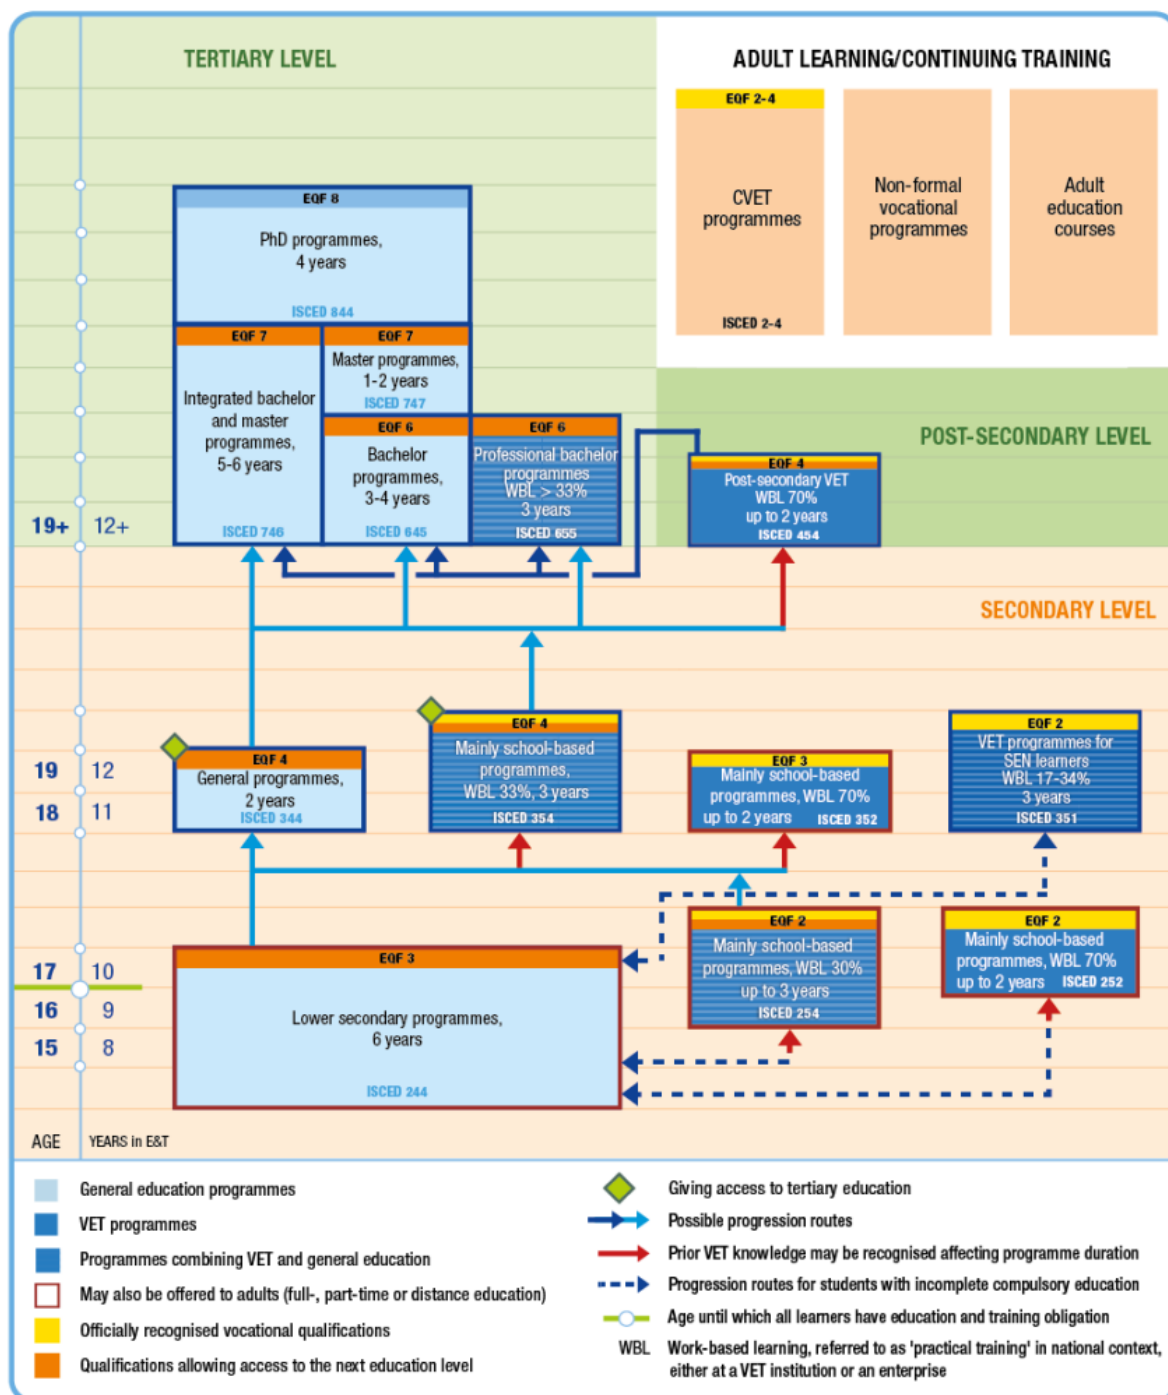 TERTIARY LEVEL
ADULT LEARNING/CONTINUING TRAINING
EQF 2-4
CVET
programmes
ISCED 2-4
Non-formal
vocational
programmes
Adult
education
courses
EQF 8
PhD programmes,
4 years
ISCED 844
EQF 7
Integrated bachelor
and master
programmes,
5-6 years
ISCED 746
EQF 7
Master programmes,
1-2 years
ISCED 747
EQF 6
Bachelor
programmes,
3-4 years
ISCED 645
EQF 6
Professional bachelor
programmes
WBL > 33%
3 years
ISCED 655
POST-SECONDARY LEVEL
EQF 4
Post-secondary VET
WBL 70%
up to 2 years
ISCED 454
19+ 12+
SECONDARY LEVEL
EQF 4
General programmes,
2 years
ISCED 344
EQF 4
Mainly school-based
programmes,
WBL 33%, 3 years
ISCED 354
EQF 3
Mainly school-based
programmes, WBL 70%
up to 2 years ISCED 352
EQF 2
VET programmes for
SEN learners
WBL 17-34%
3 years
ISCED 351
19 12
18 11
EQF 3
Lower secondary programmes,
6 years
ISCED 244
EQF 2
Mainly school-based
programmes, WBL 30%
up to 3 years
ISCED 254
EQF 2
Mainly school-based
programmes, WBL 70%
up to 2 years ISCED 252
17 10
16 9
15 8
AGE YEARS in E&T
General education programmes
VET programmes
Programmes combining VET and general education
May also be offered to adults (full-, part-time or distance education)
Officially recognised vocational qualifications
Qualifications allowing access to the next education level
Giving access to tertiary education
Possible progression routes
Prior VET knowledge may be recognised affecting programme duration
Progression routes for students with incomplete compulsory education
Age until which all learners have education and training obligation
WBL Work-based learning, referred to as 'practical training' in national context,
either at a VET institution or an enterprise